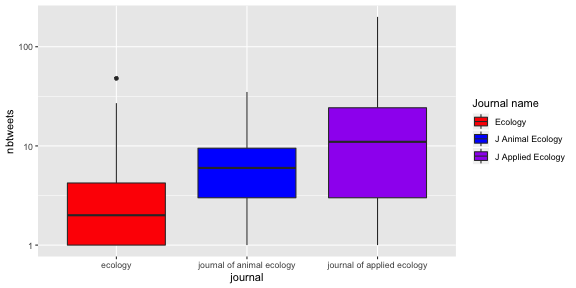 nbtweets
100
10
1
ecology
journal of animal ecology
journal of applied ecology
journal
Journal name
Ecology
J Animal Ecology
J Applied Ecology